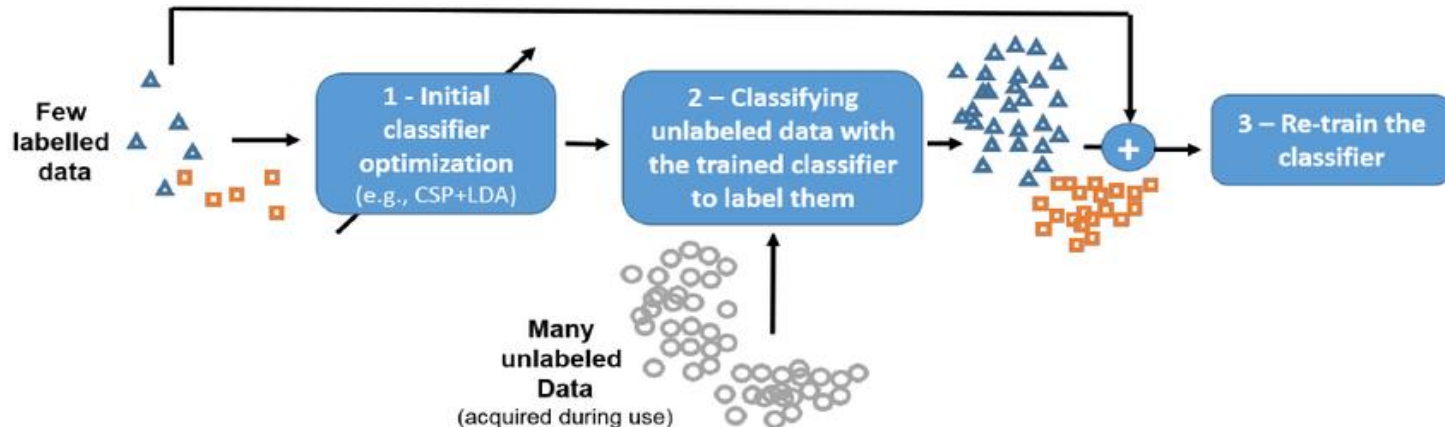 Few
labelled
data
1 - Initial
classifier
optimization
(e.g., CSP+LDA)
2 – Classifying
unlabeled data with
the trained classifier
to label them
+
3 – Re-train the
classifier
Many
unlabeled
Data
(acquired during use)